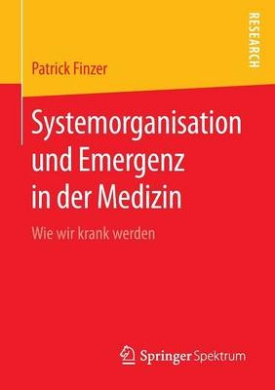 RESEARCH
Patrick Finzer
Systemorganisation
und Emergenz
in der Medizin
Wie wir krank werden
Springer Spektrum